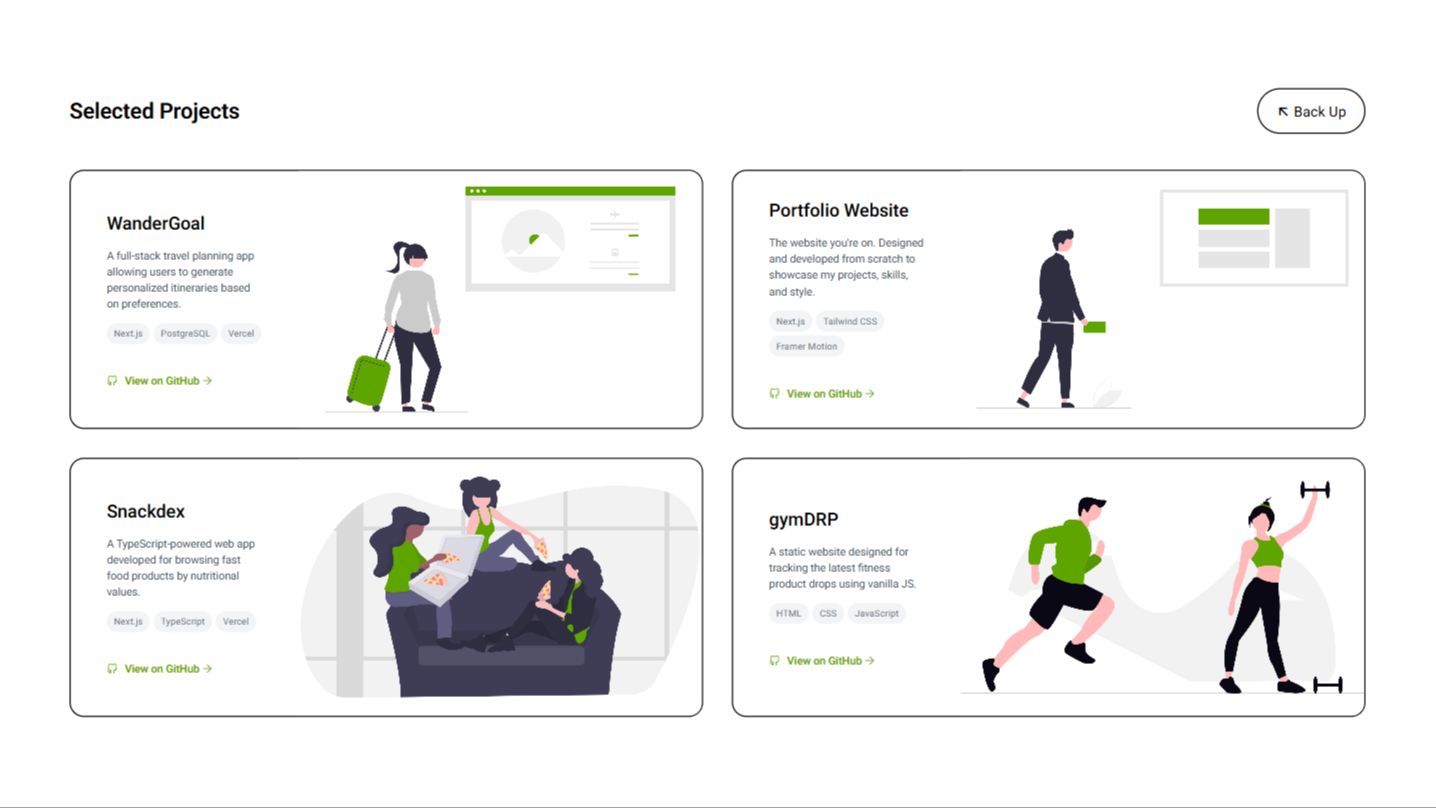 Selected Projects
Back Up
WanderGoal
A full-stack travel planning app
allowing users to generate
personalized itineraries based
on preferences.
Next.js PostgreSQL Vercel
View on GitHub →
Portfolio Website
The website you're on. Designed
and developed from scratch to
showcase my projects, skills,
and style.
Next.js Tailwind CSS
Framer Motion
View on GitHub →
Snackdex
A TypeScript-powered web app
developed for browsing fast
food products by nutritional
values.
Next.js TypeScript Vercel
View on GitHub →
gymDRP
A static website designed for
tracking the latest fitness
product drops using vanilla JS.
HTML CSS JavaScript
View on GitHub →